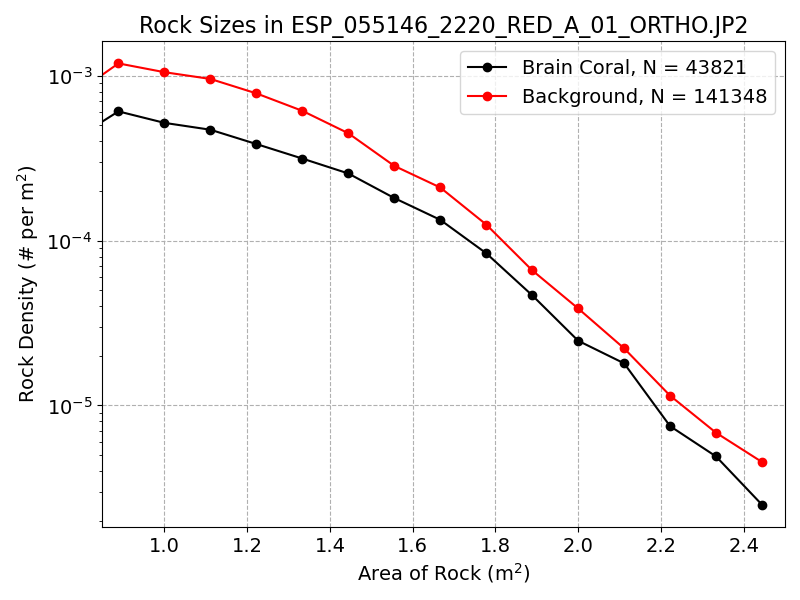 Rock Sizes in ESP_055146_2220_RED_A_01_ORTHO.JP2
Brain Coral, N = 43821
Background, N = 141348
Rock Density (# per m²)
10⁻³
10⁻⁴
10⁻⁵
1.0 1.2 1.4 1.6 1.8 2.0 2.2 2.4
Area of Rock (m²)